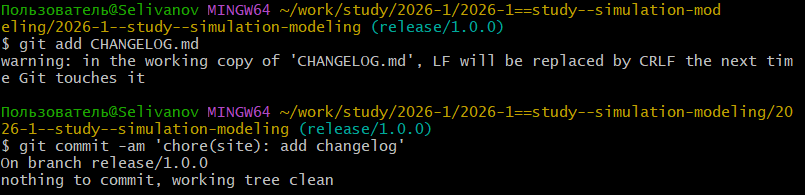 Пользователь@Selivanov MINGW64 ~/work/study/2026-1/2026-1==study--simulation-mod
eling/2026-1--study--simulation-modeling (release/1.0.0)
$ git add CHANGELOG.md
warning: in the working copy of 'CHANGELOG.md', LF will be replaced by CRLF the next tim
e Git touches it
Пользователь@Selivanov MINGW64 ~/work/study/2026-1/2026-1==study--simulation-modeling/20
26-1--study--simulation-modeling (release/1.0.0)
$ git commit -am 'chore(site): add changelog'
On branch release/1.0.0
nothing to commit, working tree clean